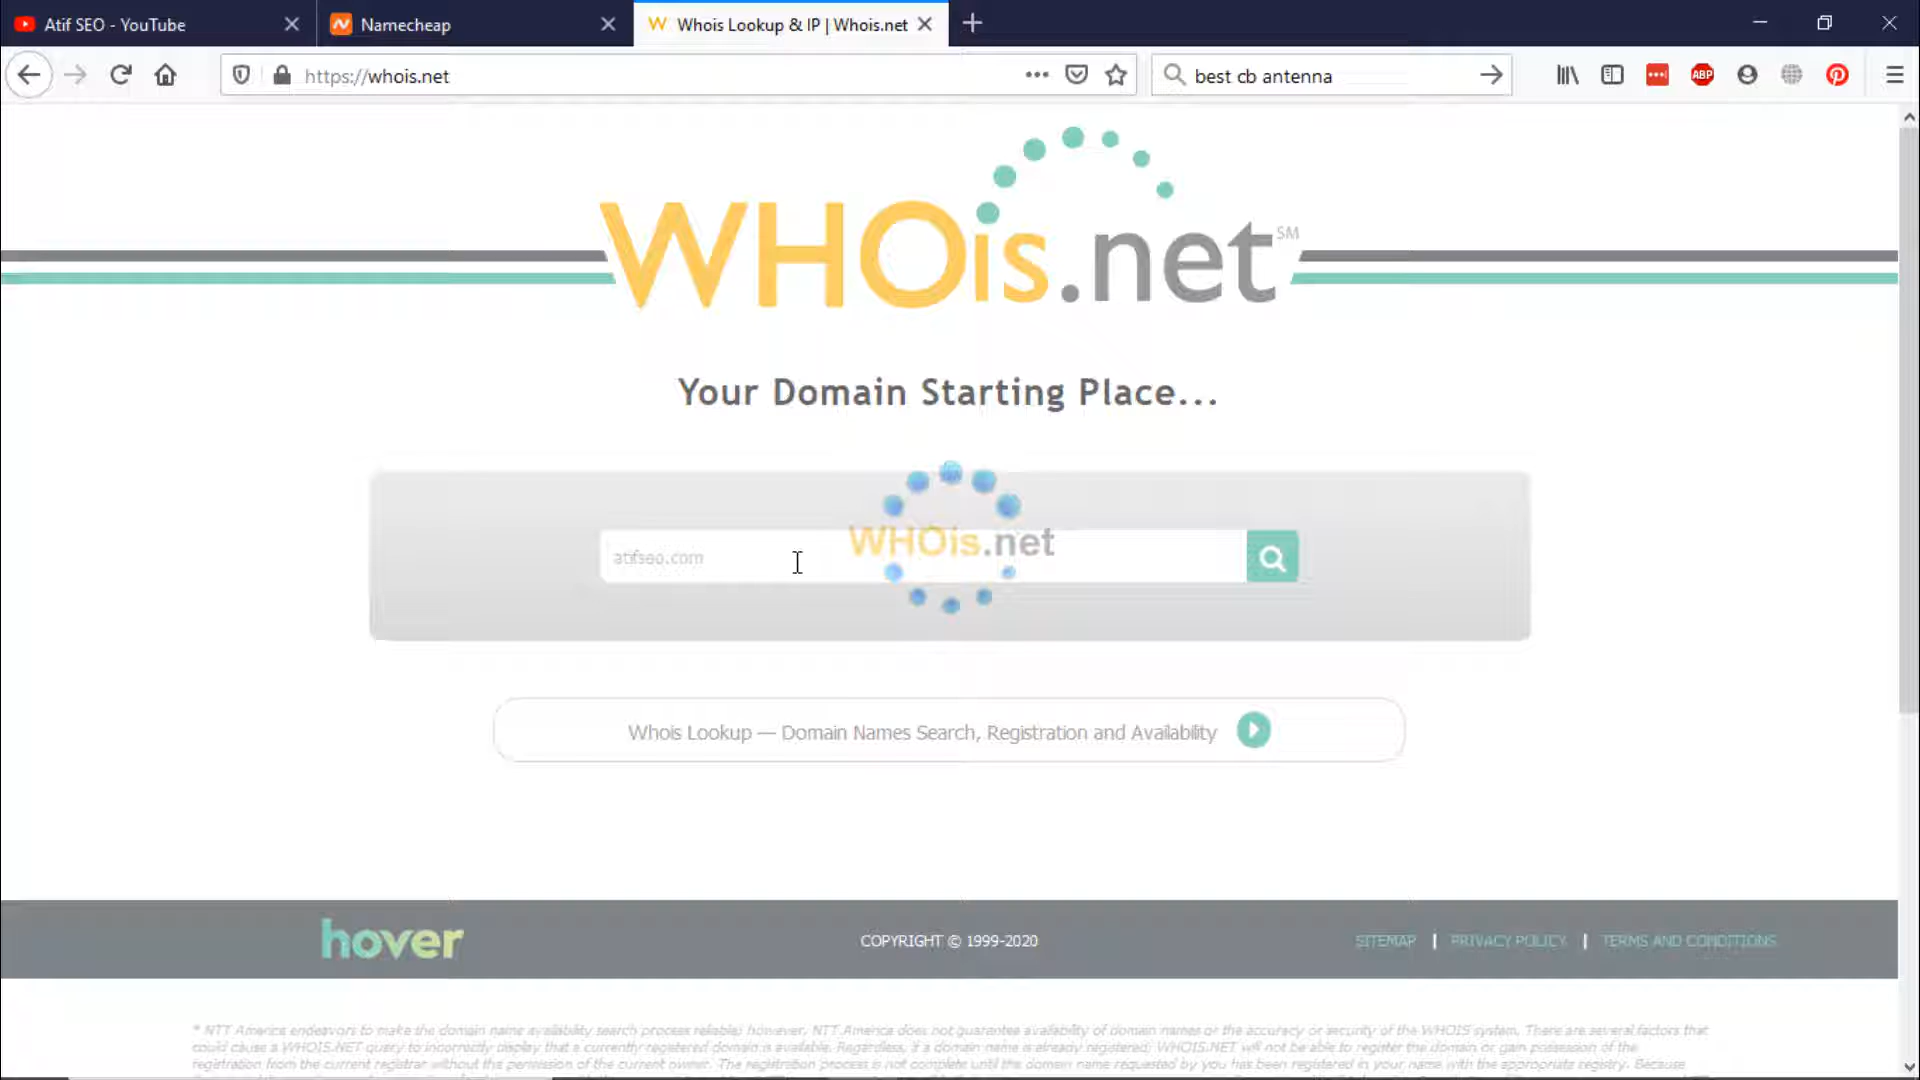 Atif SEO - YouTube
Namecheap
Whois Lookup & IP | Whois.net
https://whois.net
best cb antenna
ABP
WHOis.net SM
Your Domain Starting Place...
atifseo.com
WHOis.net
Whois Lookup — Domain Names Search, Registration and Availability
hover
COPYRIGHT © 1999-2020
SITEMAP | PRIVACY POLICY | TERMS AND CONDITIONS
* NTT America endeavors to make the domain name availability search process reliable; however, NTT America does not guarantee availability of domain names or the accuracy or security of the WHOIS system. There are several factors that
could cause a WHOIS.NET query to incorrectly display that a currently registered domain is available. Regardless, if a domain name is already registered; WHOIS.NET will not be able to register the domain or gain possession of the
registration from the current registrar without the permission of the current owner. The registration process is not complete until the domain name requested by you has been registered in your name with the appropriate registry. Because